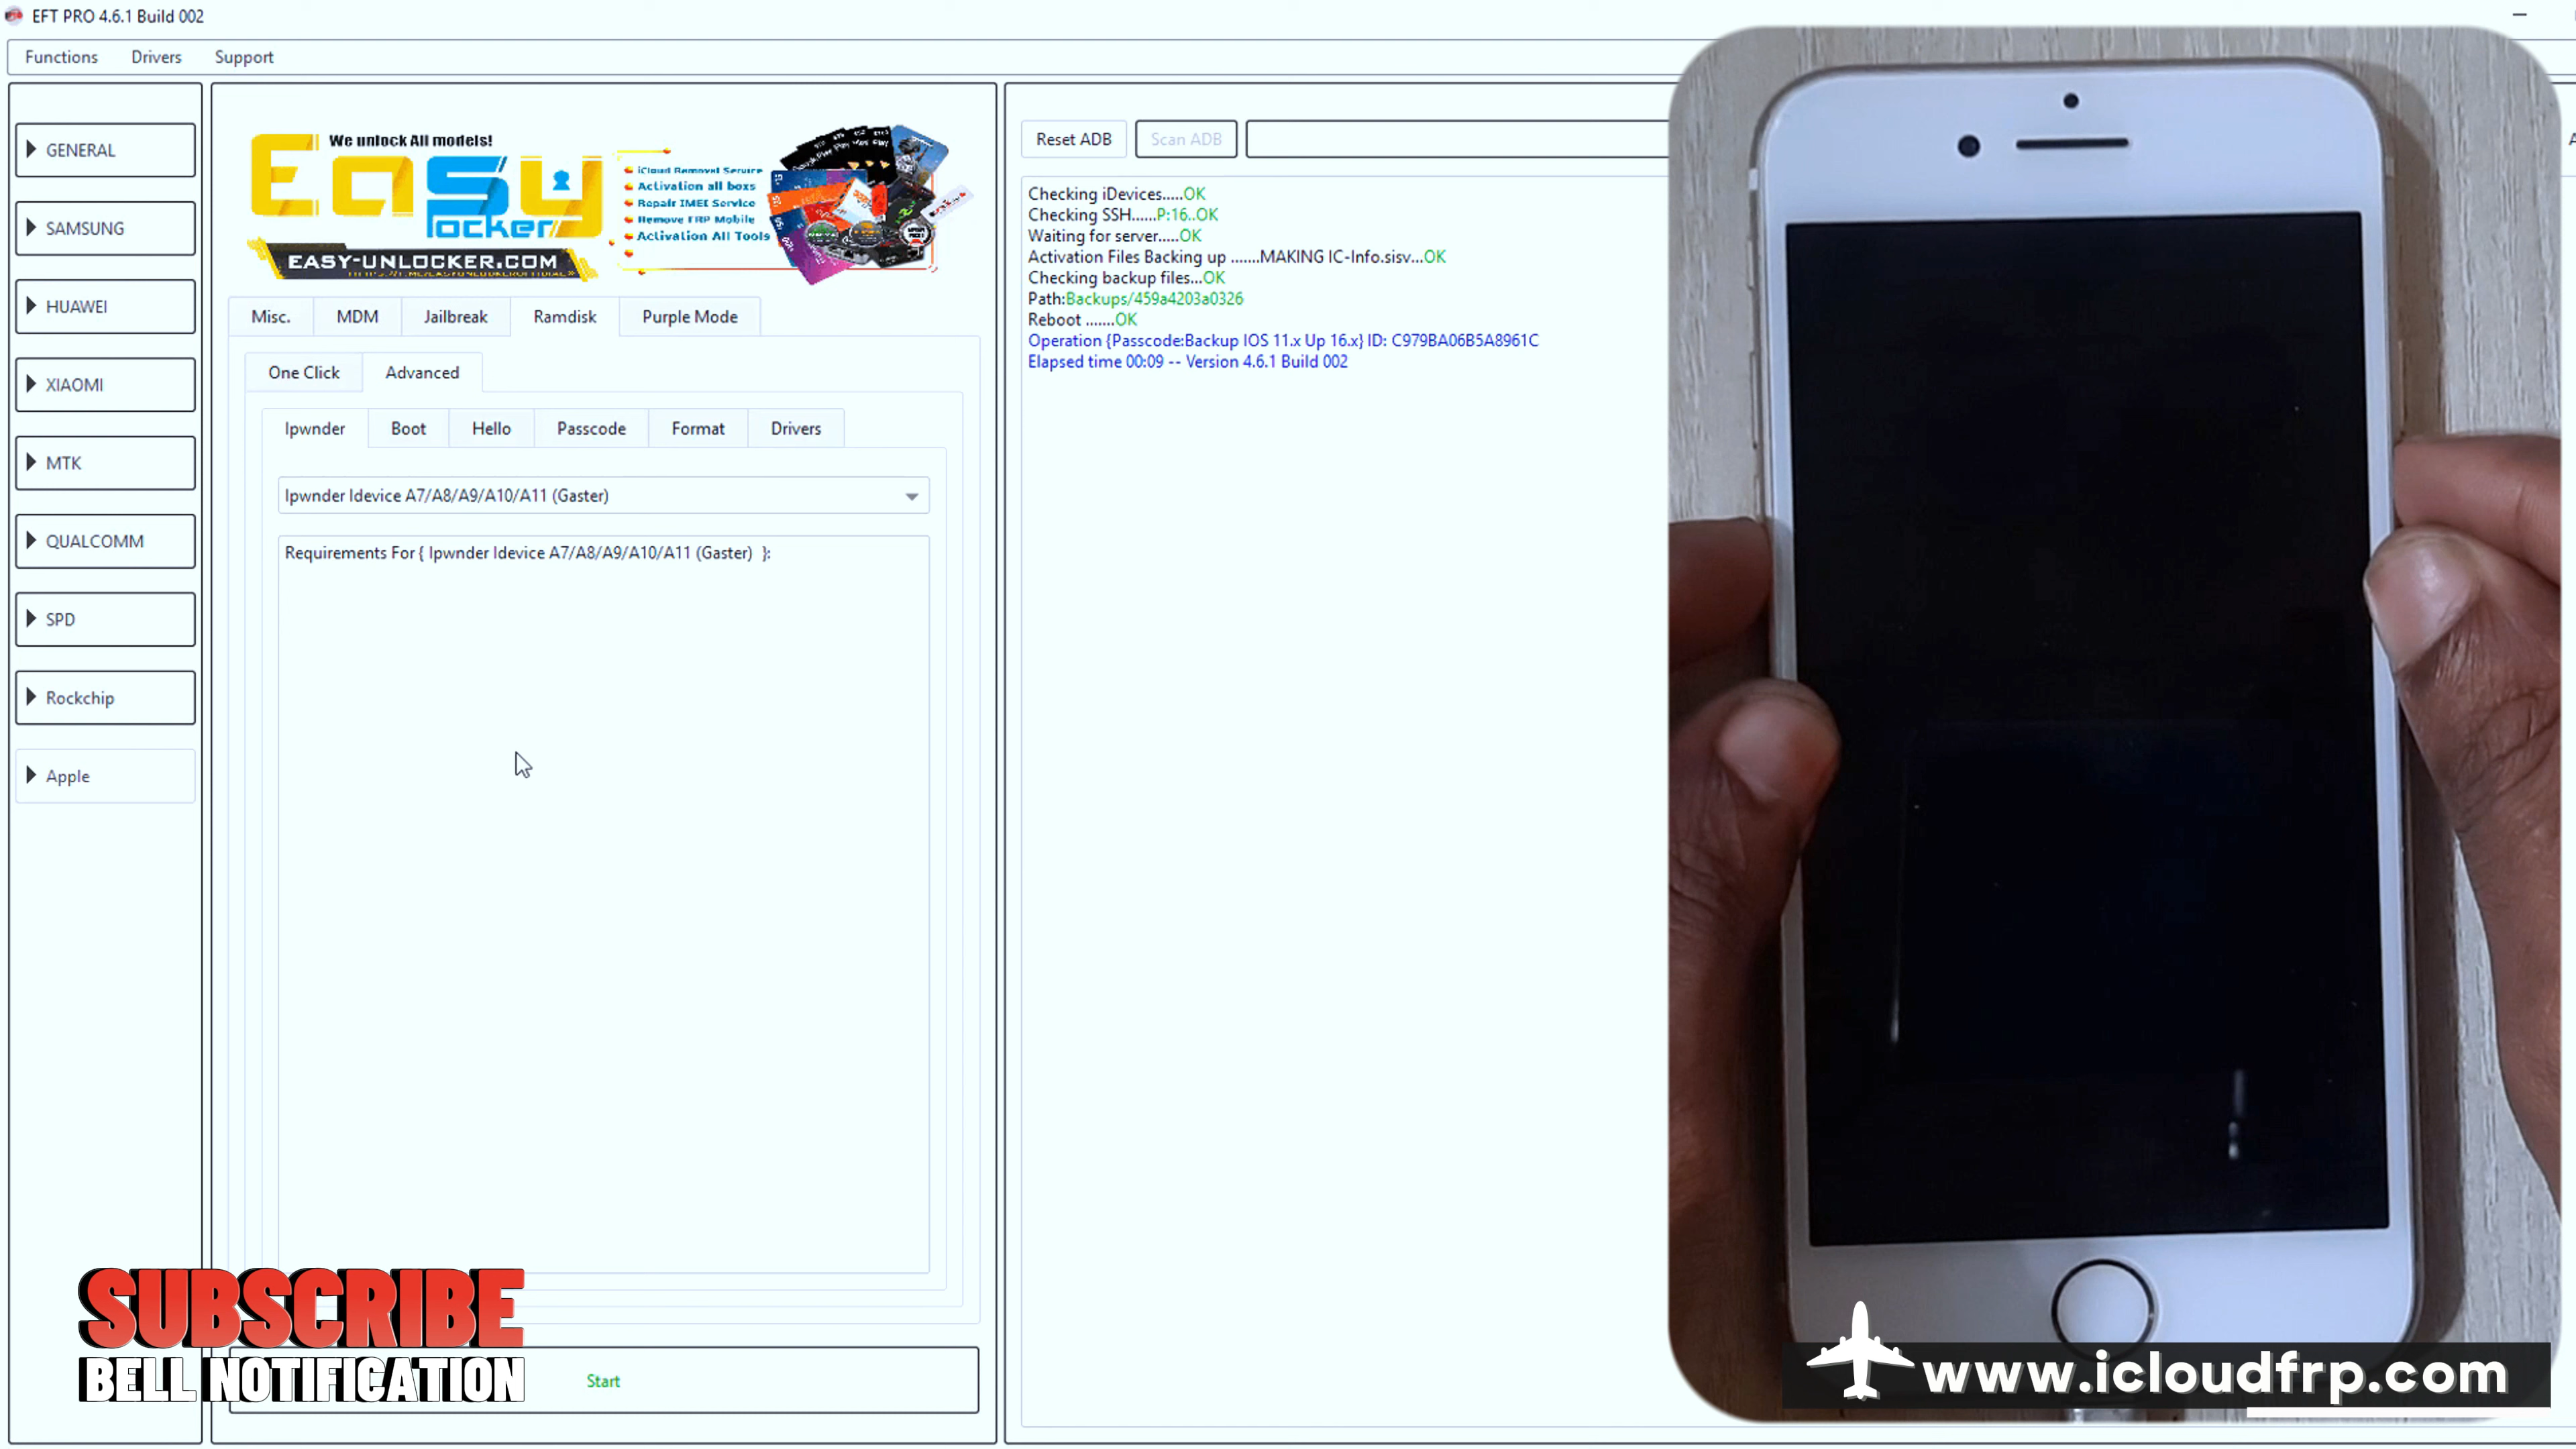 EFT PRO 4.6.1 Build 002
Functions Drivers Support
GENERAL
SAMSUNG
HUAWEI
XIAOMI
MTK
QUALCOMM
SPD
Rockchip
Apple
We unlock All models!
Easy
locker
EASY-UNLOCKER.COM
iCloud Removal Service
Activation all boxs
Repair IMEI Service
Remove FRP Mobile
Activation All Tools
Misc. MDM Jailbreak Ramdisk Purple Mode
One Click Advanced
Ipwnder Boot Hello Passcode Format Drivers
Ipwnder Idevice A7/A8/A9/A10/A11 (Gaster)
Requirements For { Ipwnder Idevice A7/A8/A9/A10/A11 (Gaster) }:
Start
Reset ADB Scan ADB
Checking iDevices.....OK
Checking SSH......P:16..OK
Waiting for server.....OK
Activation Files Backing up .......MAKING IC-Info.sisv...OK
Checking backup files...OK
Path:Backups/459a4203a0326
Reboot .......OK
Operation {Passcode:Backup IOS 11.x Up 16.x} ID: C979BA06B5A8961C
Elapsed time 00:09 -- Version 4.6.1 Build 002
SUBSCRIBE
BELL NOTIFICATION
www.icloudfrp.com